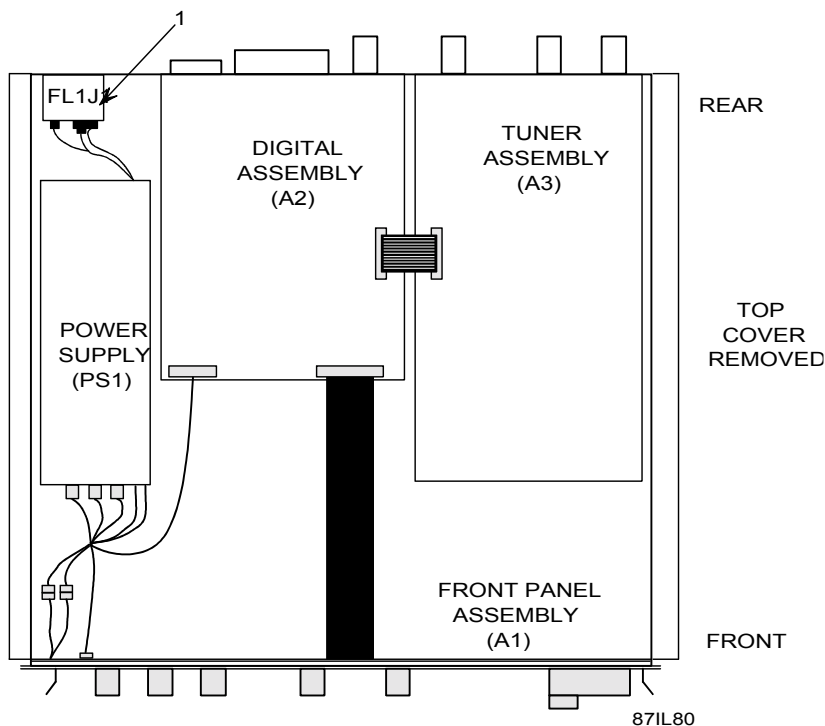 1
FL1J1
REAR
DIGITAL
ASSEMBLY
(A2)
TUNER
ASSEMBLY
(A3)
POWER
SUPPLY
(PS1)
TOP
COVER
REMOVED
FRONT PANEL
ASSEMBLY
(A1)
FRONT
87IL80